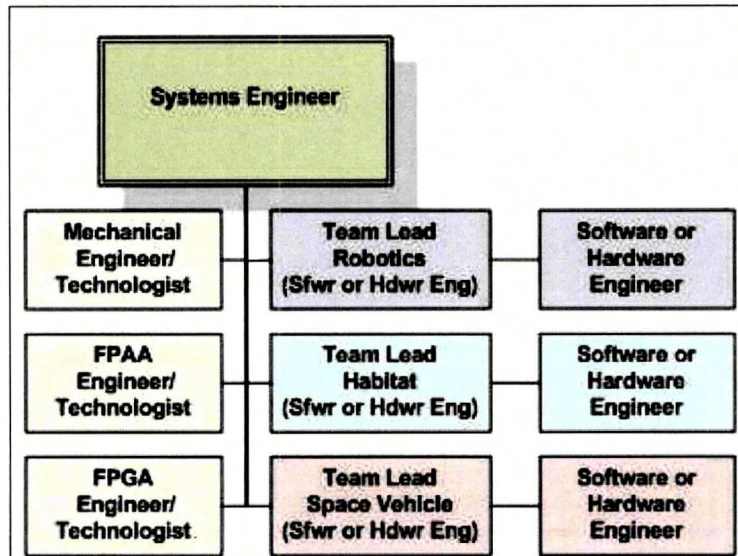 Systems Engineer
Mechanical
Engineer/
Technologist
Team Lead
Robotics
(Sfwr or Hdwr Eng)
Software or
Hardware
Engineer
FPAA
Engineer/
Technologist
Team Lead
Habitat
(Sfwr or Hdwr Eng)
Software or
Hardware
Engineer
FPGA
Engineer/
Technologist
Team Lead
Space Vehicle
(Sfwr or Hdwr Eng)
Software or
Hardware
Engineer